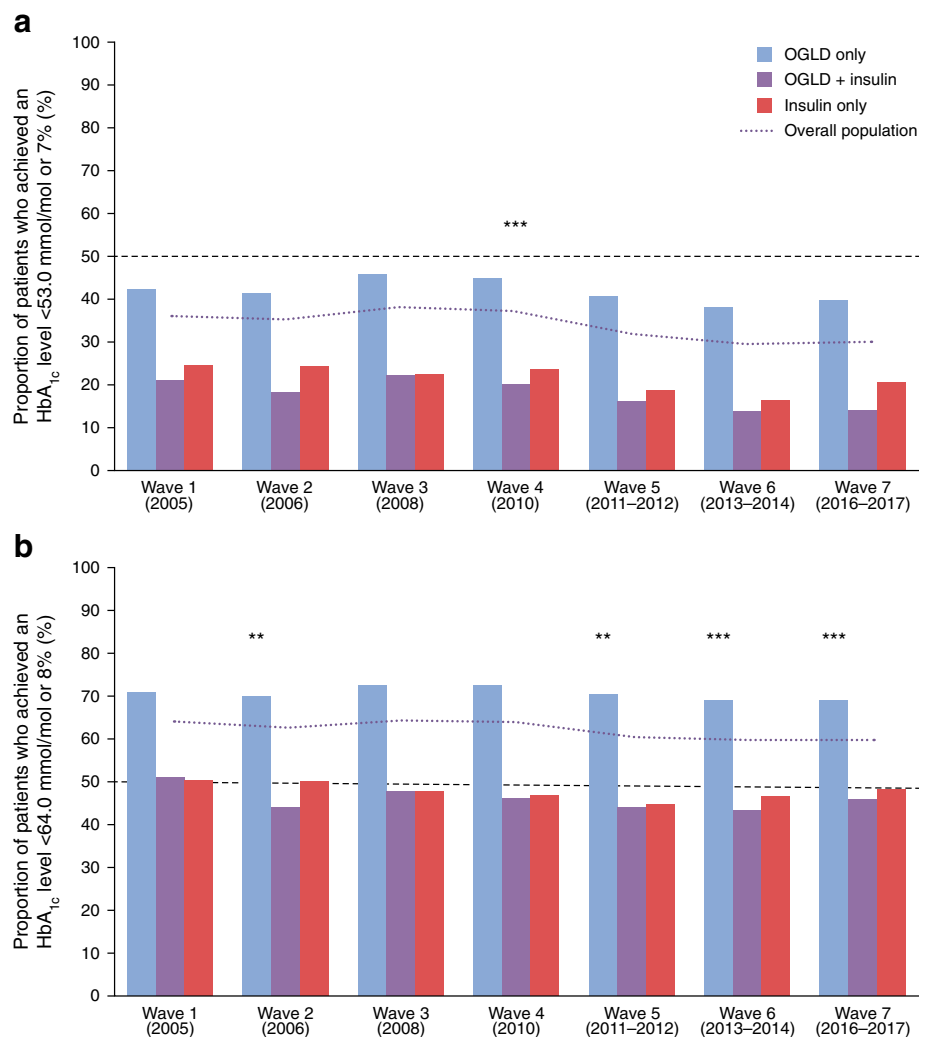 a
Proportion of patients who achieved an
HbA1c level <53.0 mmol/mol or 7% (%)
100
90
80
70
60
50
40
30
20
10
0
OGLD only
OGLD + insulin
Insulin only
Overall population
***
Wave 1
(2005)
Wave 2
(2006)
Wave 3
(2008)
Wave 4
(2010)
Wave 5
(2011–2012)
Wave 6
(2013–2014)
Wave 7
(2016–2017)
b
Proportion of patients who achieved an
HbA1c level <64.0 mmol/mol or 8% (%)
100
90
80
70
60
50
40
30
20
10
0
**
**
***
***
Wave 1
(2005)
Wave 2
(2006)
Wave 3
(2008)
Wave 4
(2010)
Wave 5
(2011–2012)
Wave 6
(2013–2014)
Wave 7
(2016–2017)